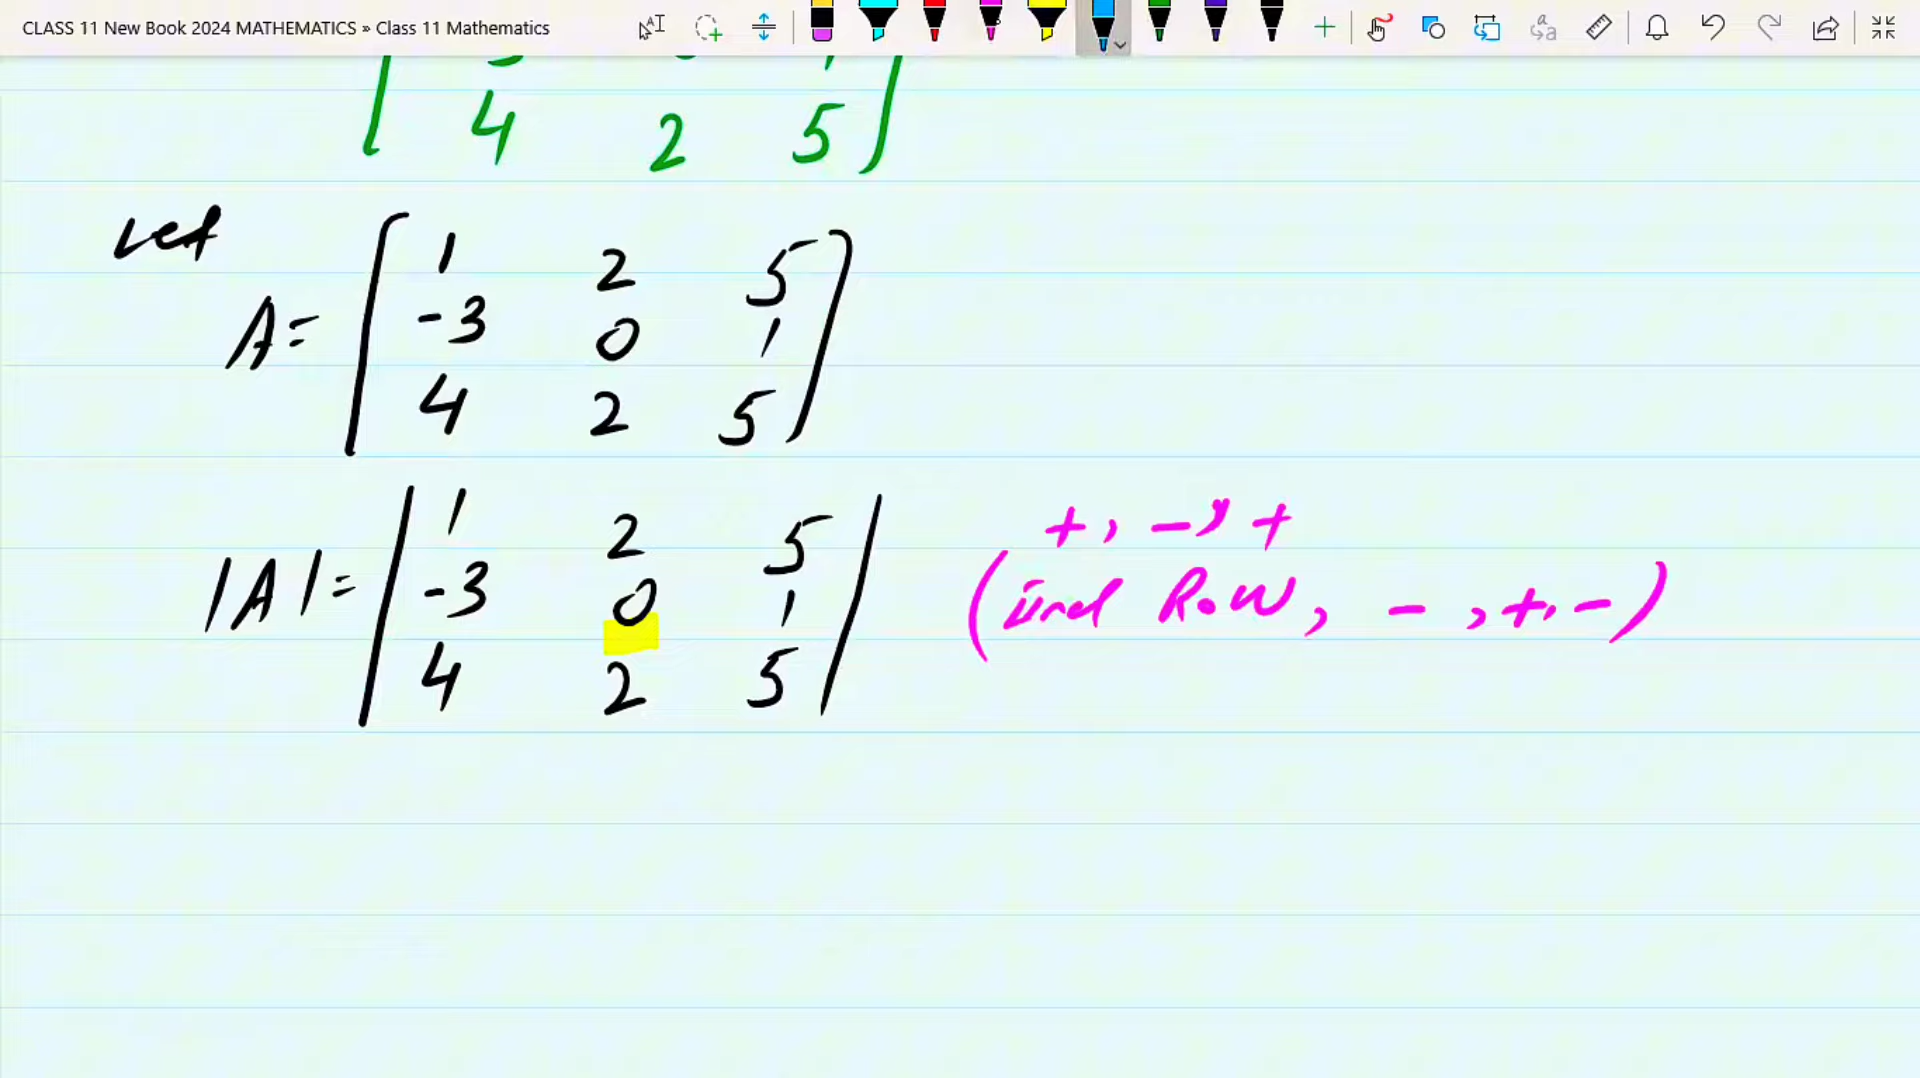 CLASS 11 New Book 2024 MATHEMATICS » Class 11 Mathematics
4 2 5
Let
1 2 5
A= -3 0 1
4 2 5
1 2 5 +, -, +
|A|= -3 0 1 (IInd Row, -, +, -)
4 2 5